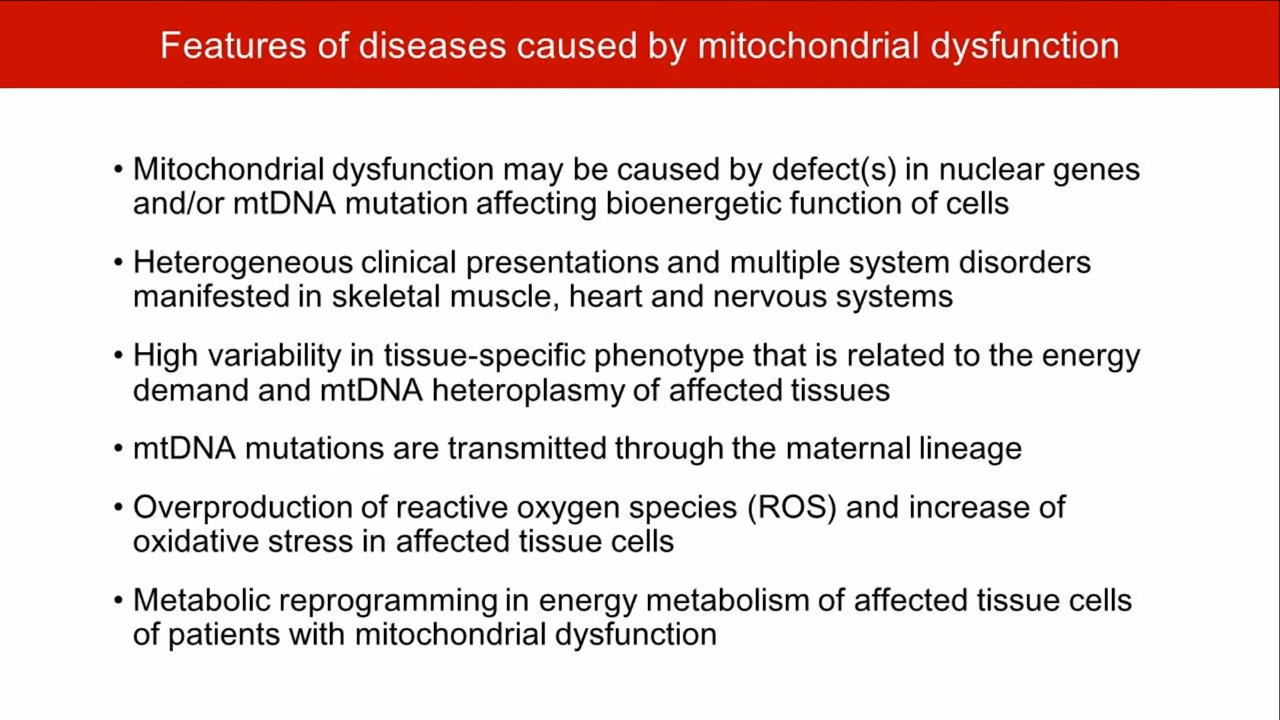 Features of diseases caused by mitochondrial dysfunction
• Mitochondrial dysfunction may be caused by defect(s) in nuclear genes
and/or mtDNA mutation affecting bioenergetic function of cells
• Heterogeneous clinical presentations and multiple system disorders
manifested in skeletal muscle, heart and nervous systems
• High variability in tissue-specific phenotype that is related to the energy
demand and mtDNA heteroplasmy of affected tissues
• mtDNA mutations are transmitted through the maternal lineage
• Overproduction of reactive oxygen species (ROS) and increase of
oxidative stress in affected tissue cells
• Metabolic reprogramming in energy metabolism of affected tissue cells
of patients with mitochondrial dysfunction